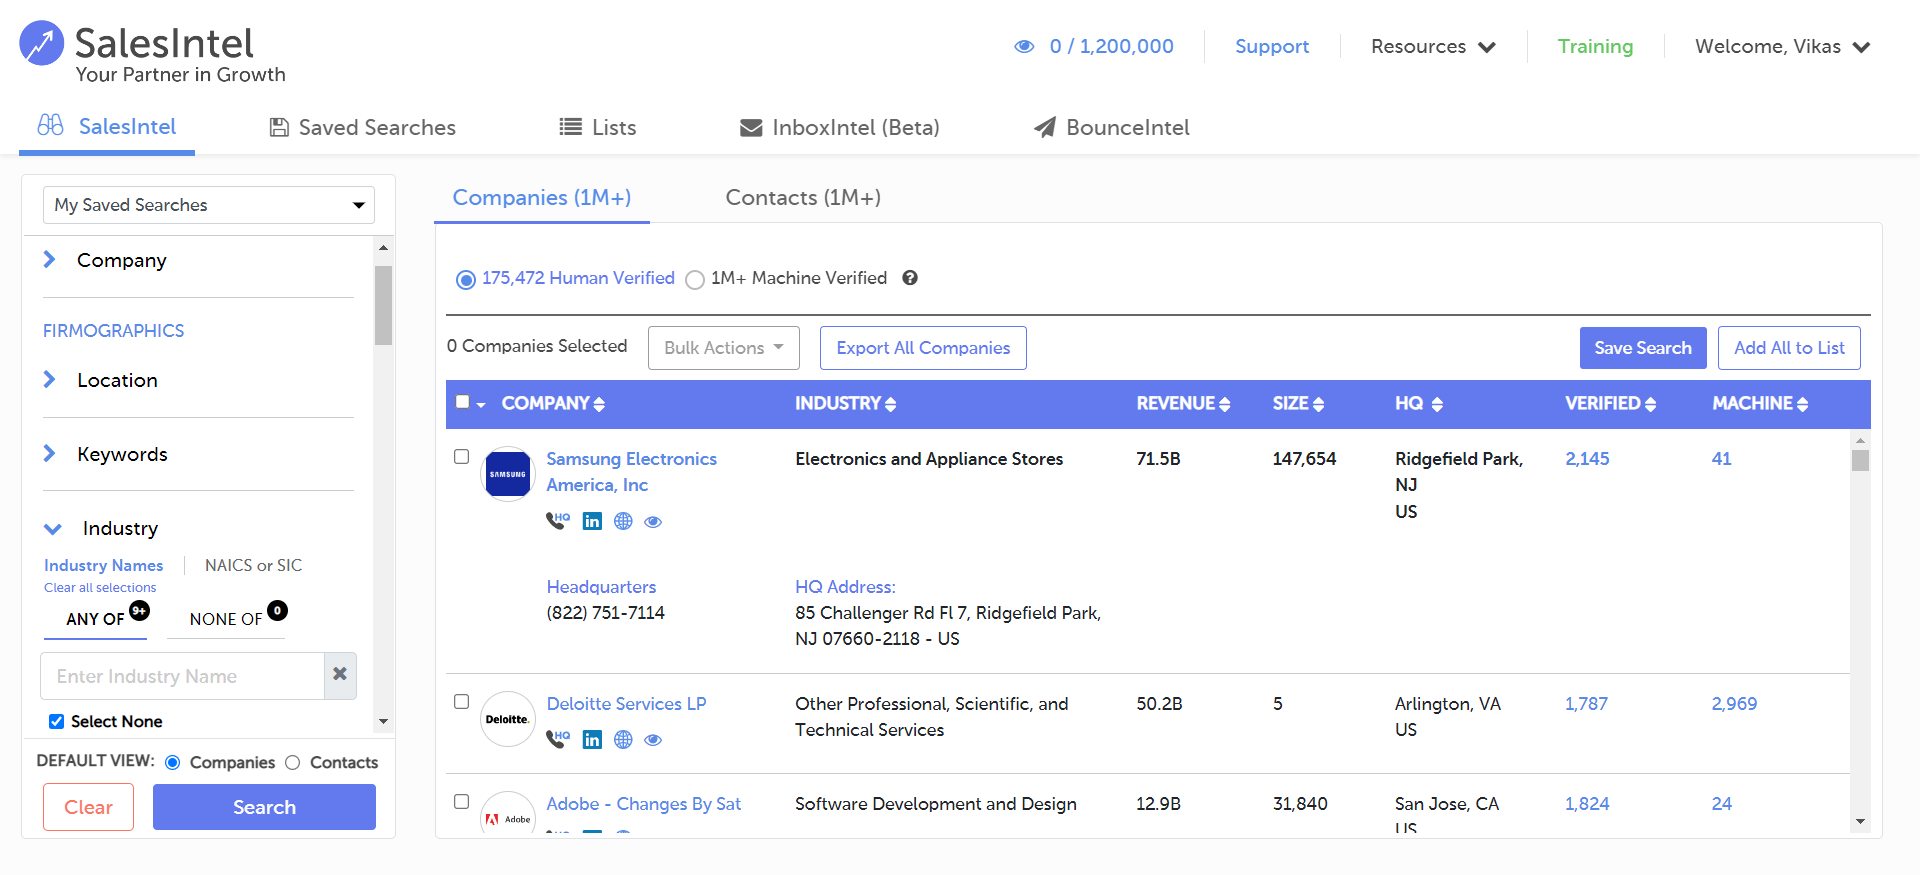 SalesIntel
Your Partner in Growth
0 / 1,200,000
Support
Resources
Training
Welcome, Vikas
SalesIntel
Saved Searches
Lists
InboxIntel (Beta)
BounceIntel
My Saved Searches
Company
FIRMOGRAPHICS
Location
Keywords
Industry
Industry Names
NAICS or SIC
Clear all selections
ANY OF 9+
NONE OF 0
Enter Industry Name
Select None
DEFAULT VIEW: Companies Contacts
Clear
Search
Companies (1M+)
Contacts (1M+)
175,472 Human Verified
1M+ Machine Verified
0 Companies Selected
Bulk Actions
Export All Companies
Save Search
Add All to List
COMPANY INDUSTRY REVENUE SIZE HQ VERIFIED MACHINE
SAMSUNG
Samsung Electronics
America, Inc
HQ
in
Electronics and Appliance Stores
71.5B
147,654
Ridgefield Park,
NJ
US
2,145
41
Headquarters
(822) 751-7114
HQ Address:
85 Challenger Rd Fl 7, Ridgefield Park,
NJ 07660-2118 - US
Deloitte.
Deloitte Services LP
HQ
in
Other Professional, Scientific, and
Technical Services
50.2B
5
Arlington, VA
US
1,787
2,969
Adobe
Adobe - Changes By Sat
Software Development and Design
12.9B
31,840
San Jose, CA
US
1,824
24